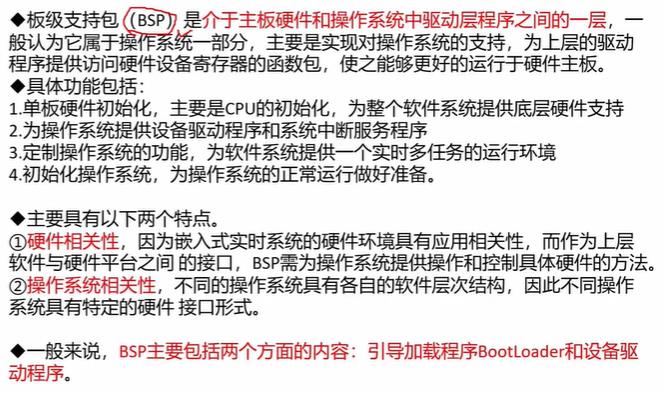 ◆板级支持包（BSP）是介于主板硬件和操作系统中驱动层程序之间的一层，一
般认为它属于操作系统一部分，主要是实现对操作系统的支持，为上层的驱动
程序提供访问硬件设备寄存器的函数包，使之能够更好的运行于硬件主板。
◆具体功能包括：
1.单板硬件初始化，主要是CPU的初始化，为整个软件系统提供底层硬件支持
2.为操作系统提供设备驱动程序和系统中断服务程序
3.定制操作系统的功能，为软件系统提供一个实时多任务的运行环境
4.初始化操作系统，为操作系统的正常运行做好准备。
◆主要具有以下两个特点。
①硬件相关性，因为嵌入式实时系统的硬件环境具有应用相关性，而作为上层
软件与硬件平台之间 的接口，BSP需为操作系统提供操作和控制具体硬件的方法。
②操作系统相关性，不同的操作系统具有各自的软件层次结构，因此不同操作
系统具有特定的硬件 接口形式。
◆一般来说，BSP主要包括两个方面的内容：引导加载程序BootLoader和设备驱
动程序。